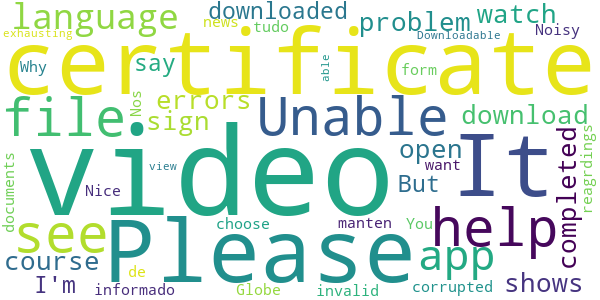 language
downloaded
news
tudo
problem
Downloadable
watch
Noisy
exhausting
certificate
Why
say
able
form
file
Nos
errors
sign
Unable
download
It
documents
video
open
want
But
completed
reagrdings
see
Nice
view
Please
choose
manten
app
You
help
course
de
I'm
informado
Globe
invalid
corrupted
shows